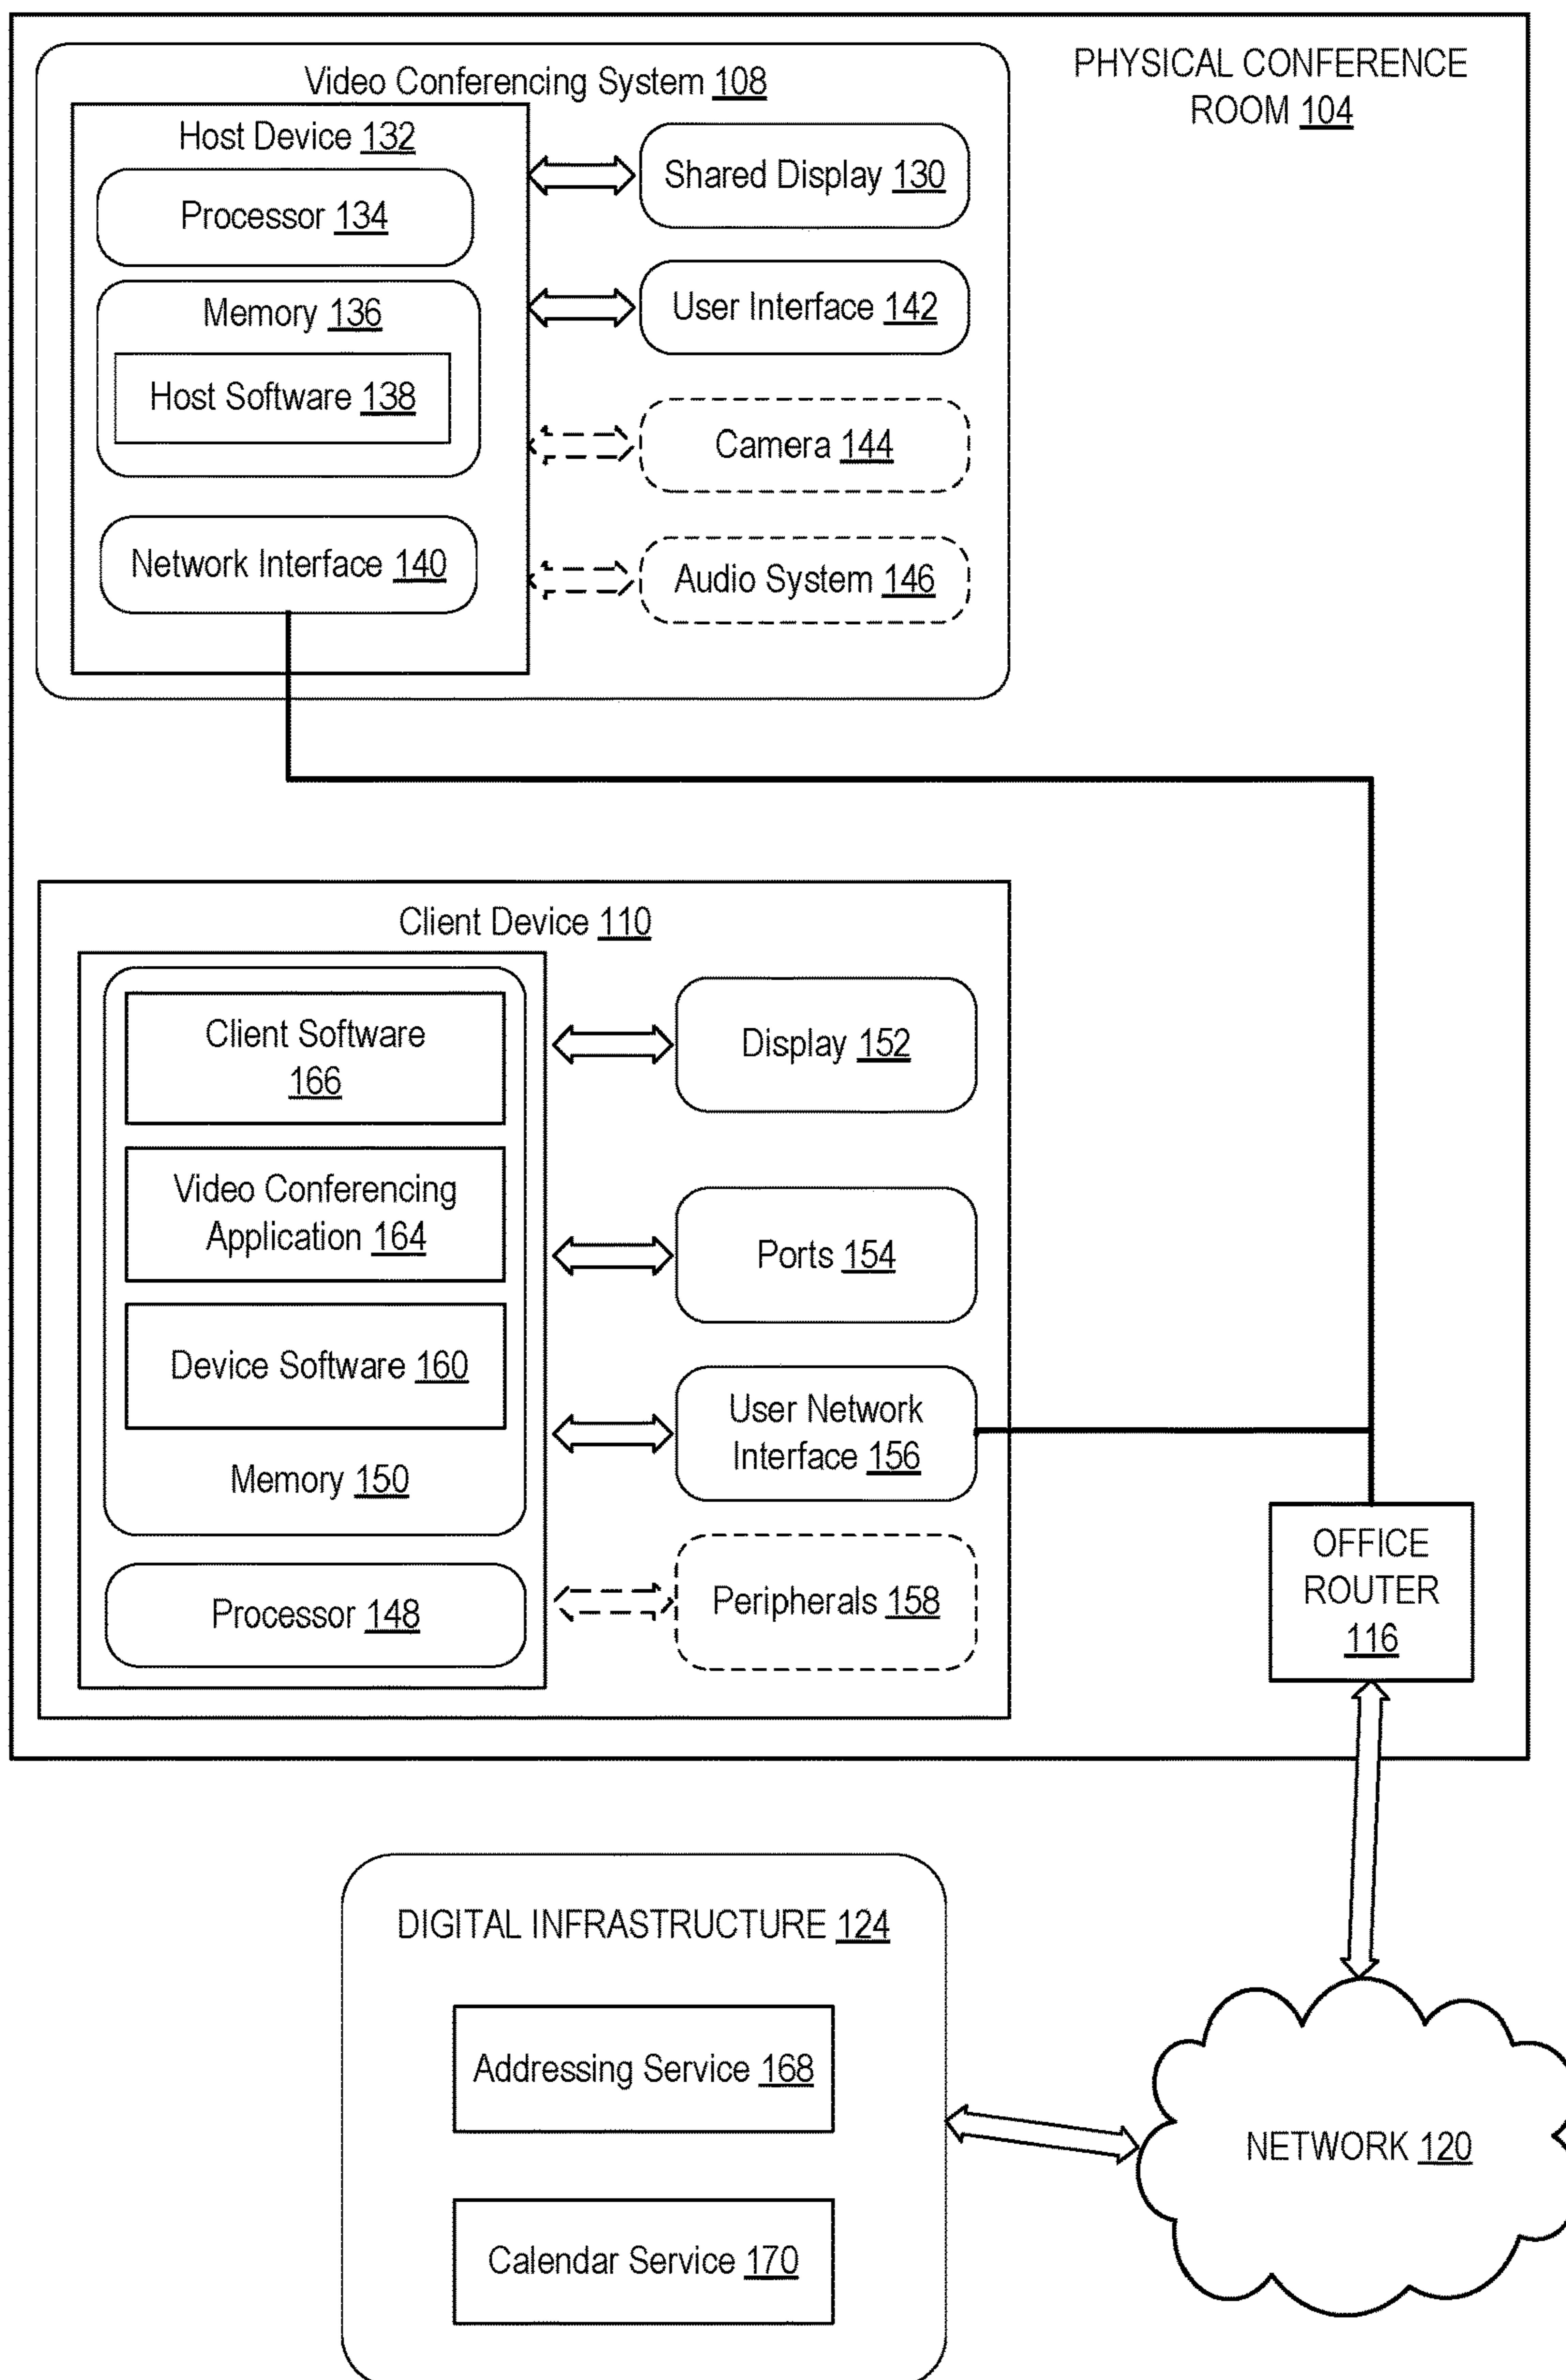 PHYSICAL CONFERENCE
ROOM 104
Video Conferencing System 108
Host Device 132
Processor 134
Memory 136
Host Software 138
Network Interface 140
Shared Display 130
User Interface 142
Camera 144
Audio System 146
Client Device 110
Client Software
166
Video Conferencing
Application 164
Device Software 160
Memory 150
Processor 148
Display 152
Ports 154
User Network
Interface 156
Peripherals 158
OFFICE
ROUTER
116
DIGITAL INFRASTRUCTURE 124
Addressing Service 168
Calendar Service 170
NETWORK 120